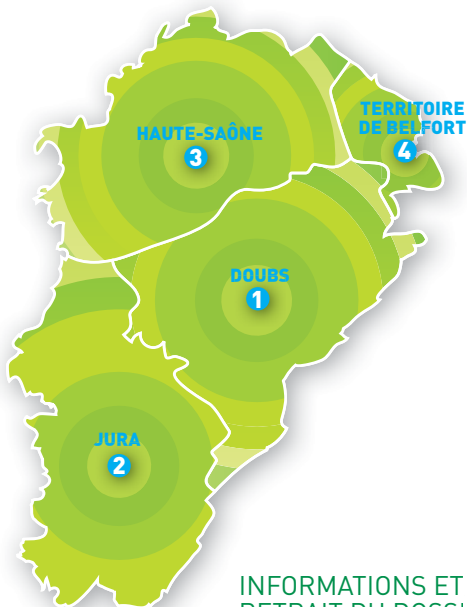 TERRITOIRE
DE BELFORT
4
HAUTE-SAÔNE
3
DOUBS
1
JURA
2
INFORMATIONS ET